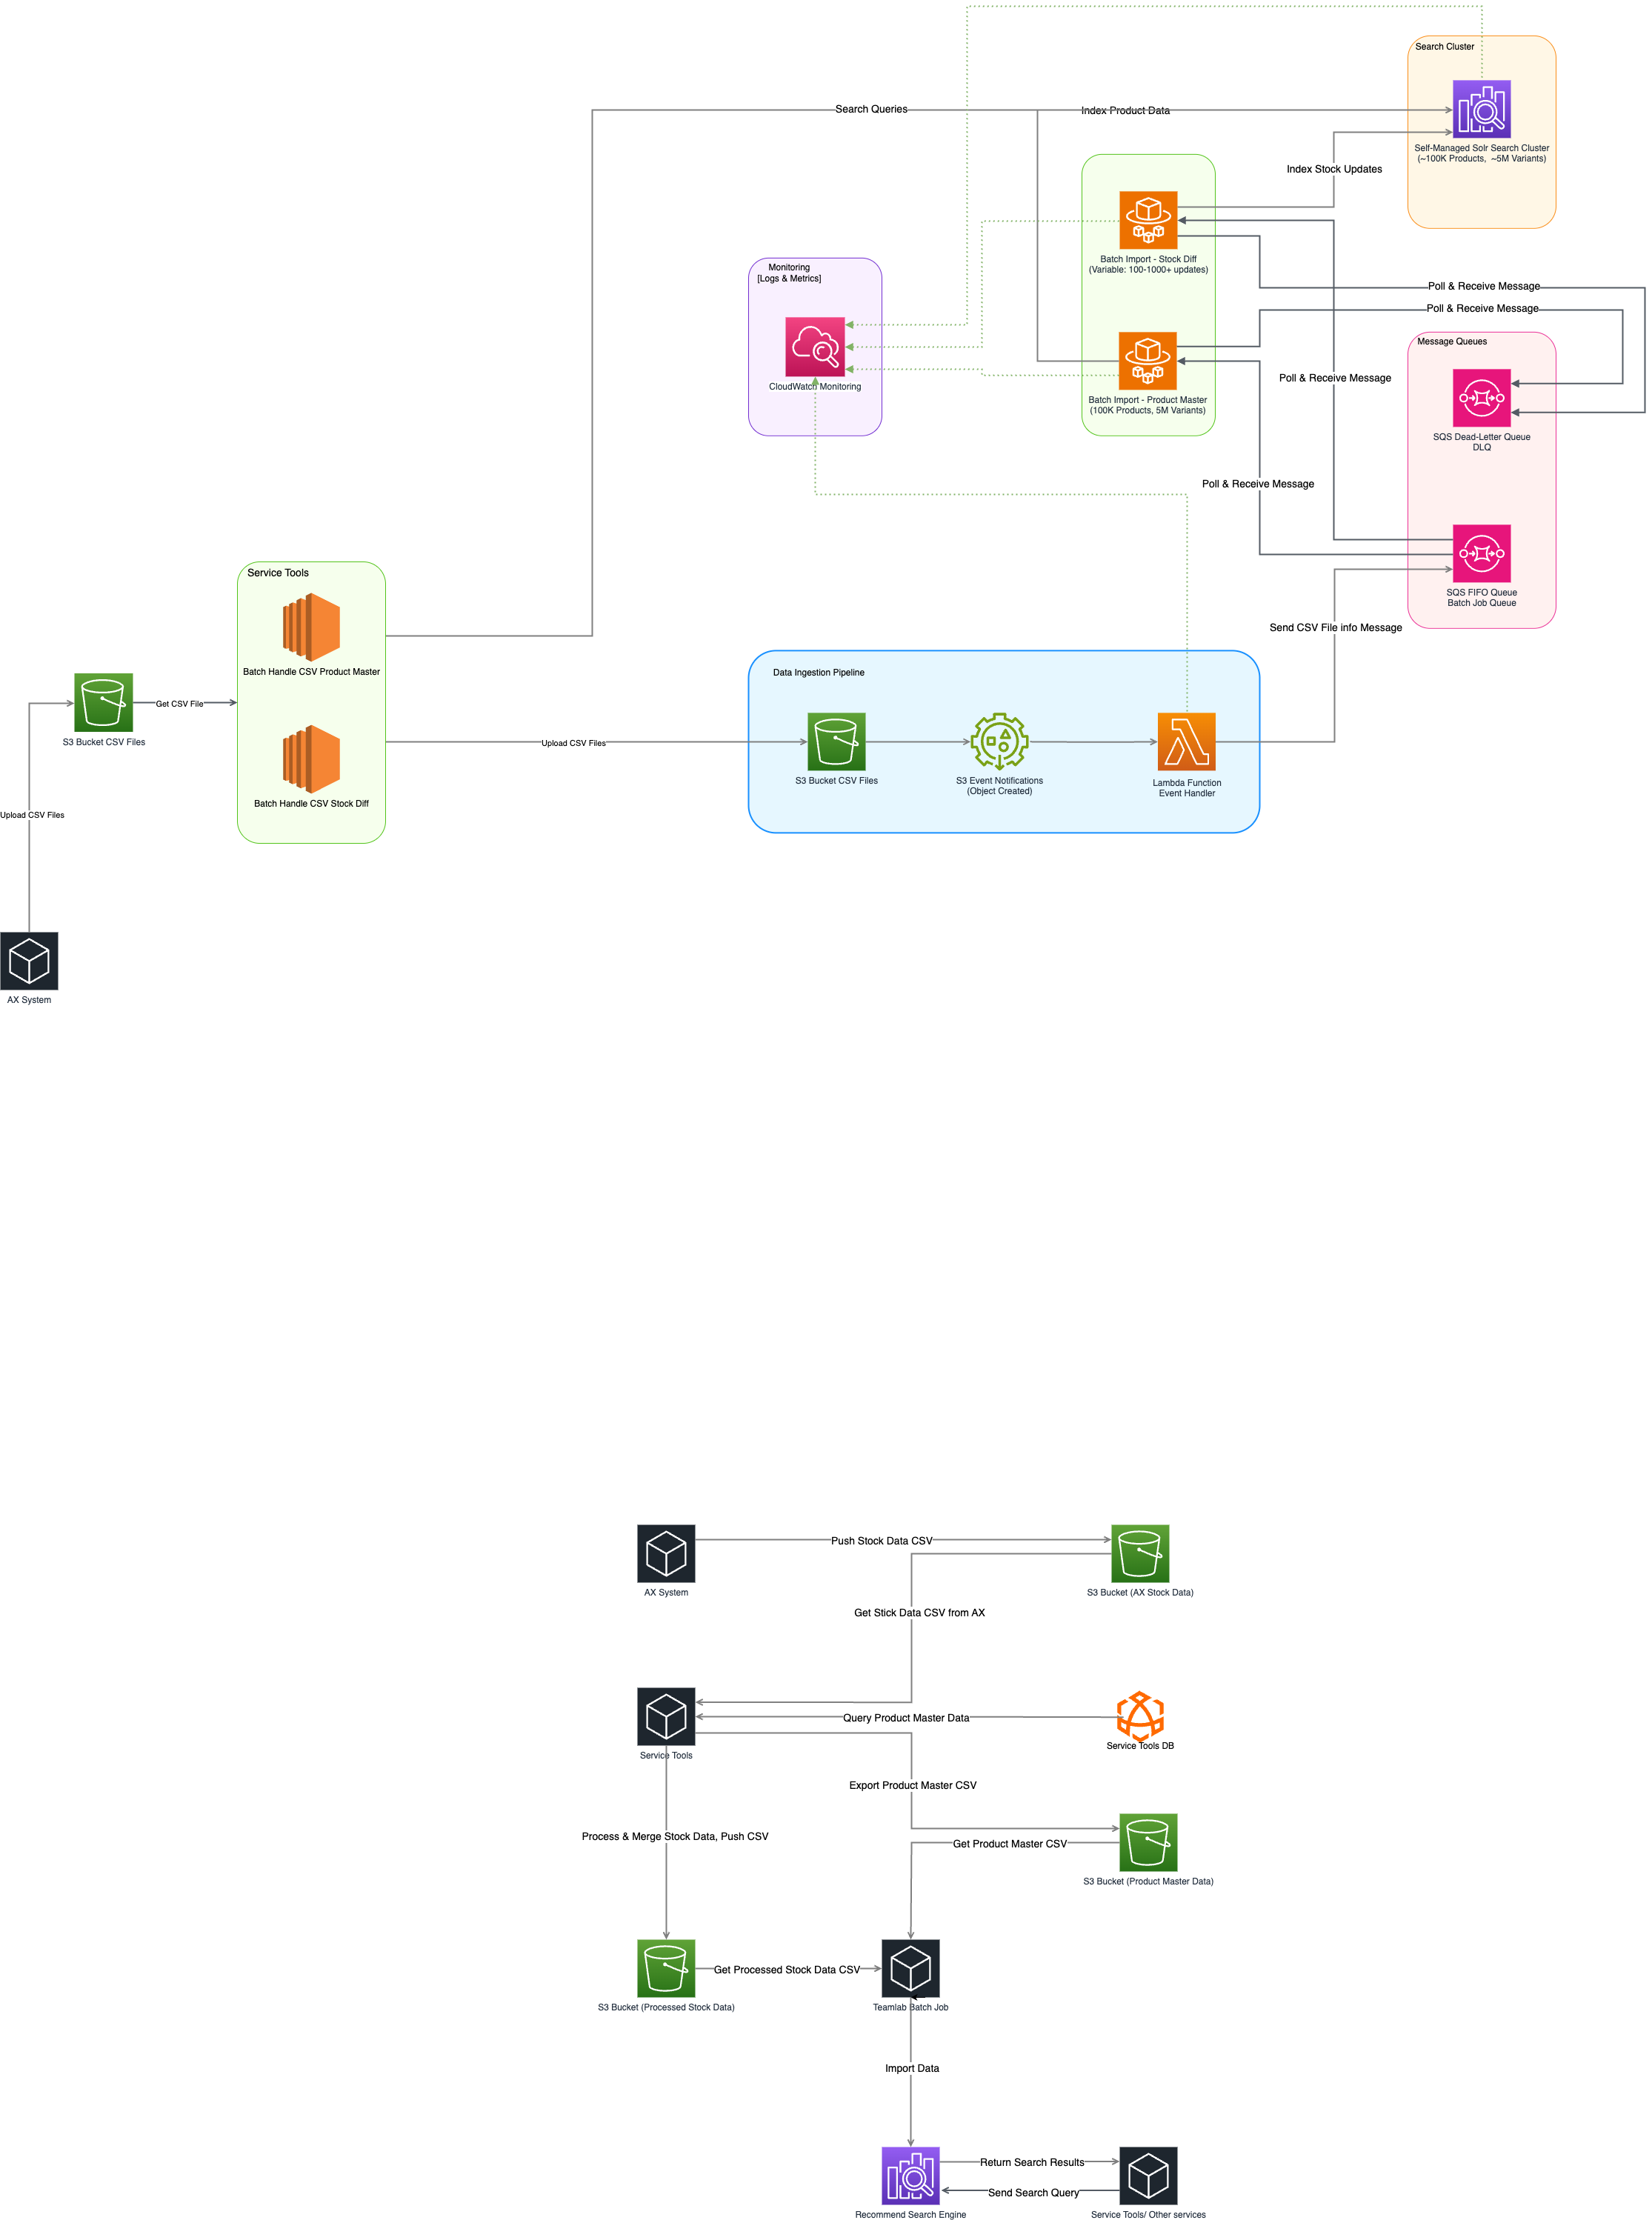 Search Cluster
Search Queries
Index Product Data
Self-Managed Solr Search Cluster
(~100K Products, ~5M Variants)
Index Stock Updates
Batch Import - Stock Diff
(Variable: 100-1000+ updates)
Monitoring
[Logs & Metrics]
Poll & Receive Message
Poll & Receive Message
Message Queues
Poll & Receive Message
CloudWatch Monitoring
Batch Import - Product Master
(100K Products, 5M Variants)
SQS Dead-Letter Queue
DLQ
Poll & Receive Message
Service Tools
SQS FIFO Queue
Batch Job Queue
Send CSV File info Message
Batch Handle CSV Product Master
Data Ingestion Pipeline
Get CSV File
S3 Bucket CSV Files
Upload CSV Files
S3 Bucket CSV Files
S3 Event Notifications
(Object Created)
Lambda Function
Event Handler
Batch Handle CSV Stock Diff
Upload CSV Files
AX System
Push Stock Data CSV
AX System
S3 Bucket (AX Stock Data)
Get Stick Data CSV from AX
Query Product Master Data
Service Tools
Service Tools DB
Export Product Master CSV
Process & Merge Stock Data, Push CSV
Get Product Master CSV
S3 Bucket (Product Master Data)
Get Processed Stock Data CSV
S3 Bucket (Processed Stock Data)
Teamlab Batch Job
Import Data
Return Search Results
Send Search Query
Recommend Search Engine
Service Tools/ Other services